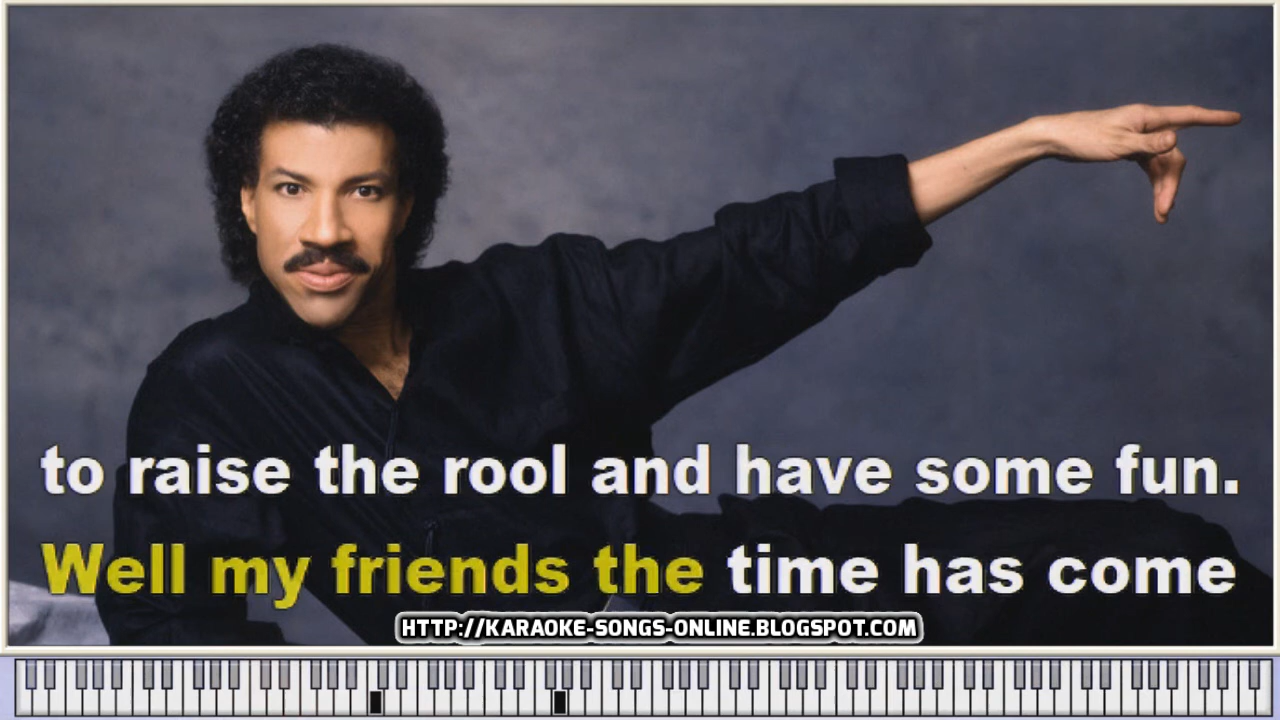 to raise the rool and have some fun.
Well my friends the time has come
HTTP://KARAOKE-SONGS-ONLINE.BLOGSPOT.COM